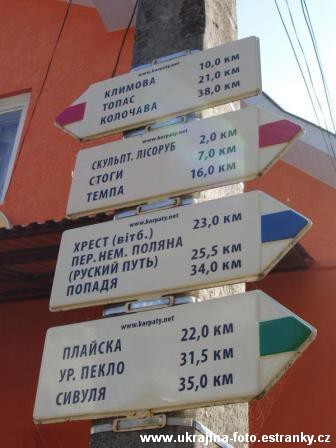 www.karpaty.net
КЛИМОВА 10,0 км
ТОПАС 21,0 км
КОЛОЧАВА 38,0 км
www.karpaty.net
СКУЛЬПТ. ЛІСОРУБ 2,0 км
СТОГИ 7,0 км
ТЕМПА 16,0 км
www.karpaty.net
ХРЕСТ (вітб.) 23,0 км
ПЕР. НЕМ. ПОЛЯНА
(РУСКИЙ ПУТЬ) 25,5 км
ПОПАДЯ 34,0 км
www.karpaty.net
ПЛАЙСКА 22,0 км
УР. ПЕКЛО 31,5 км
СИВУЛЯ 35,0 км
www.ukrajina-foto.estranky.cz